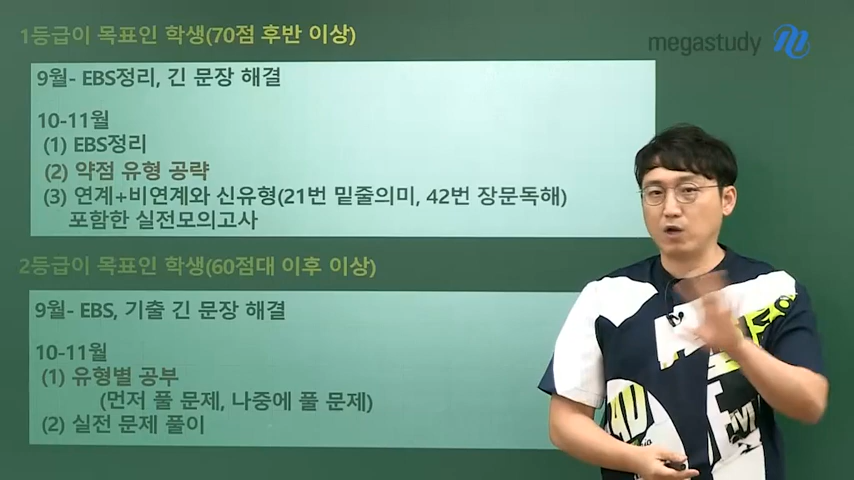 1등급이 목표인 학생(70점 후반 이상)
megastudy
9월- EBS정리, 긴 문장 해결
10-11월
(1) EBS정리
(2) 약점 유형 공략
(3) 연계+비연계와 신유형(21번 밑줄의미, 42번 장문독해)
포함한 실전모의고사
2등급이 목표인 학생(60점대 이후 이상)
9월- EBS, 기출 긴 문장 해결
10-11월
(1) 유형별 공부
(먼저 풀 문제, 나중에 풀 문제)
(2) 실전 문제 풀이